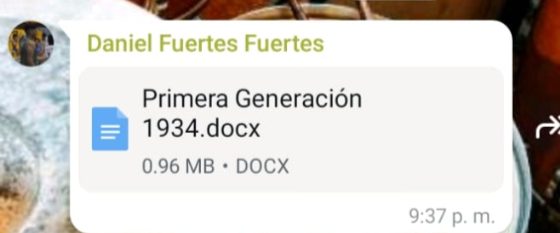 Daniel Fuertes Fuertes
Primera Generación
1934.docx
0.96 MB • DOCX
9:37 p. m.